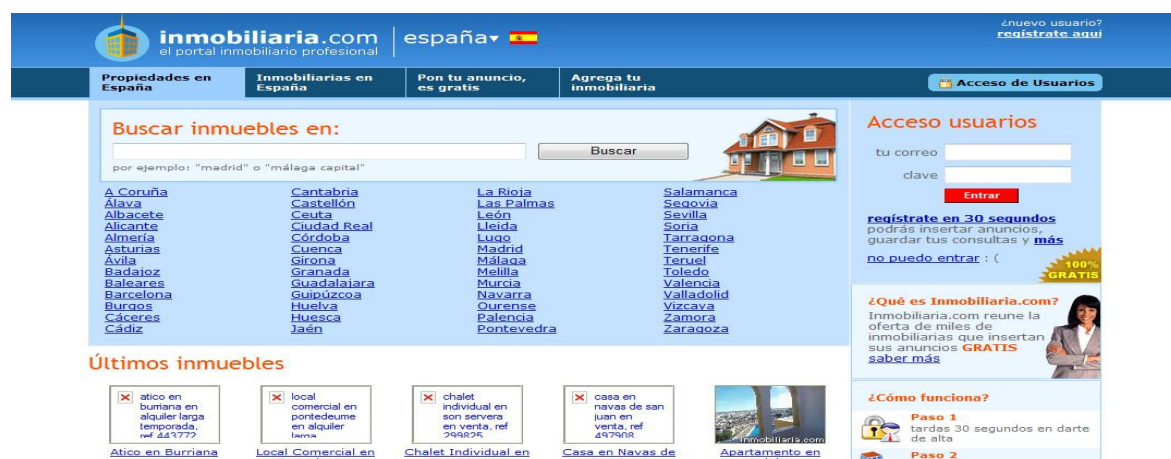 inmobiliaria.com
el portal inmobiliario profesional
españa
¿nuevo usuario?
regístrate aquí
Propiedades en
España
Inmobiliarias en
España
Pon tu anuncio,
es gratis
Agrega tu
inmobiliaria
Acceso de Usuarios
Buscar inmuebles en:
Buscar
por ejemplo: "madrid" o "málaga capital"
A Coruña
Álava
Albacete
Alicante
Almería
Asturias
Ávila
Badajoz
Baleares
Barcelona
Burgos
Cáceres
Cádiz
Cantabria
Castellón
Ceuta
Ciudad Real
Córdoba
Cuenca
Girona
Granada
Guadalajara
Guipúzcoa
Huelva
Huesca
Jaén
La Rioja
Las Palmas
León
Lleida
Lugo
Madrid
Málaga
Melilla
Murcia
Navarra
Ourense
Palencia
Pontevedra
Salamanca
Segovia
Sevilla
Soria
Tarragona
Tenerife
Teruel
Toledo
Valencia
Valladolid
Vizcaya
Zamora
Zaragoza
Acceso usuarios
tu correo
clave
Entrar
regístrate en 30 segundos
podrás insertar anuncios,
guardar tus consultas y más
no puedo entrar : (
100%
GRATIS
¿Qué es Inmobiliaria.com?
Inmobiliaria.com reune la
oferta de miles de
inmobiliarias que insertan
sus anuncios GRATIS
saber más
¿Cómo funciona?
Paso 1
tardas 30 segundos en darte
de alta
Paso 2
Últimos inmuebles
atico en
burriana en
alquiler larga
temporada,
ref 443772
Atico en Burriana
local
comercial en
pontedeume
en alquiler
larga
Local Comercial en
chalet
individual en
son servera
en venta, ref
299825
Chalet Individual en
casa en
navas de san
juan en
venta, ref
497908
Casa en Navas de
inmobiliaria.com
Apartamento en